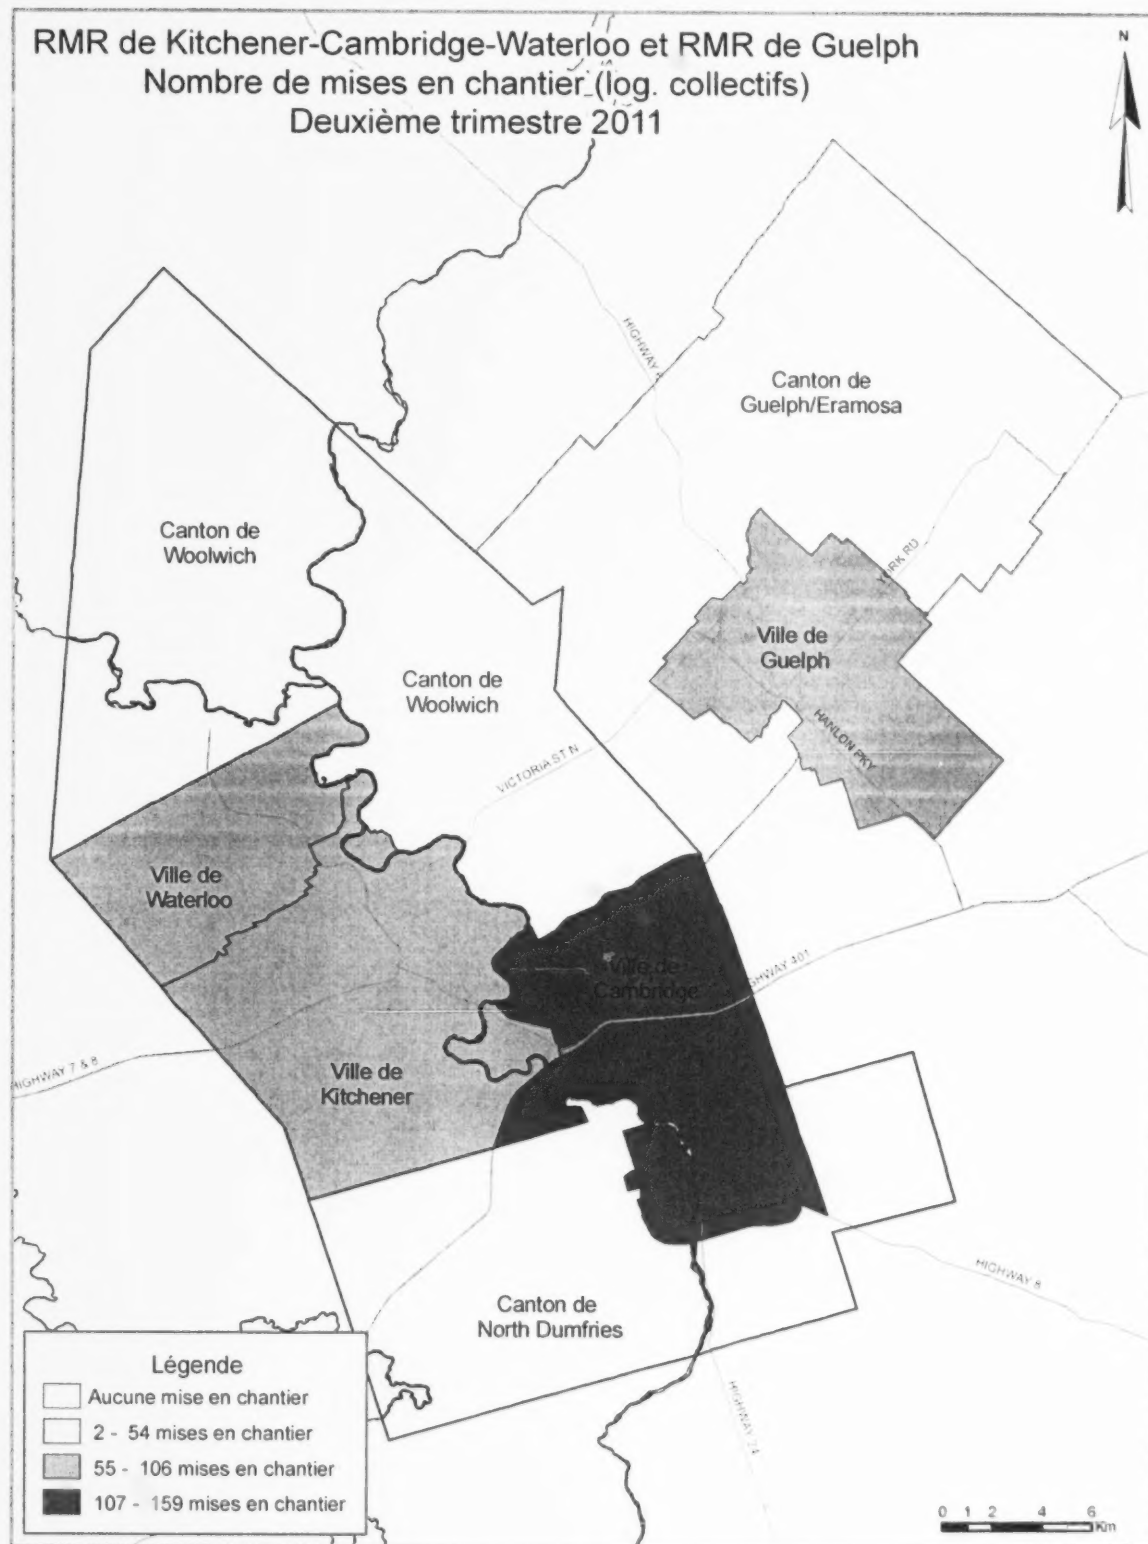 RMR de Kitchener-Cambridge-Waterloo et RMR de Guelph
Nombre de mises en chantier (log. collectifs)
Deuxième trimestre 2011
N
HIGHWAY
Canton de
Guelph/Eramosa
Canton de
Woolwich
YORK RD
Ville de
Guelph
Canton de
Woolwich
HANLON PKY
VICTORIA ST N
Ville de
Waterloo
Ville de
Cambridge
HIGHWAY 401
HIGHWAY 7 & 8
Ville de
Kitchener
HIGHWAY 8
Canton de
North Dumfries
HIGHWAY 24
Légende
Aucune mise en chantier
2 - 54 mises en chantier
55 - 106 mises en chantier
107 - 159 mises en chantier
0 1 2 4 6
Km